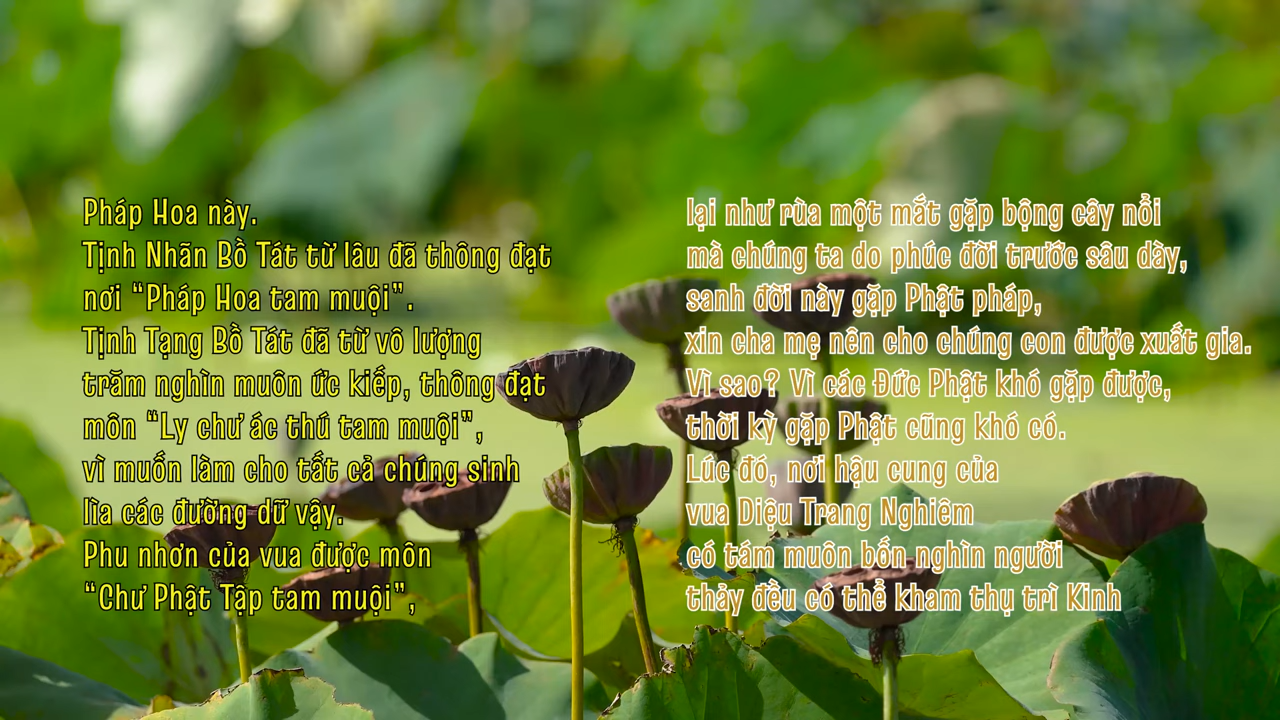 Pháp Hoa này.
Tịnh Nhãn Bồ Tát từ lâu đã thông đạt
nơi “Pháp Hoa tam muội”.
Tịnh Tạng Bồ Tát đã từ vô lượng
trăm nghìn muôn ức kiếp, thông đạt
môn “Ly chư ác thú tam muội”,
vì muốn làm cho tất cả chúng sinh
lìa các đường dữ vậy.
Phu nhơn của vua được môn
“Chư Phật Tập tam muội”,
lại như rùa một mắt gặp bộng cây nổi
mà chúng ta do phúc đời trước sâu dày,
sanh đời này gặp Phật pháp,
xin cha mẹ nên cho chúng con được xuất gia.
Vì sao? Vì các Đức Phật khó gặp được,
thời kỳ gặp Phật cũng khó có.
Lúc đó, nơi hậu cung của
vua Diệu Trang Nghiêm
có tám muôn bốn nghìn người
thảy đều có thể kham thụ trì Kinh